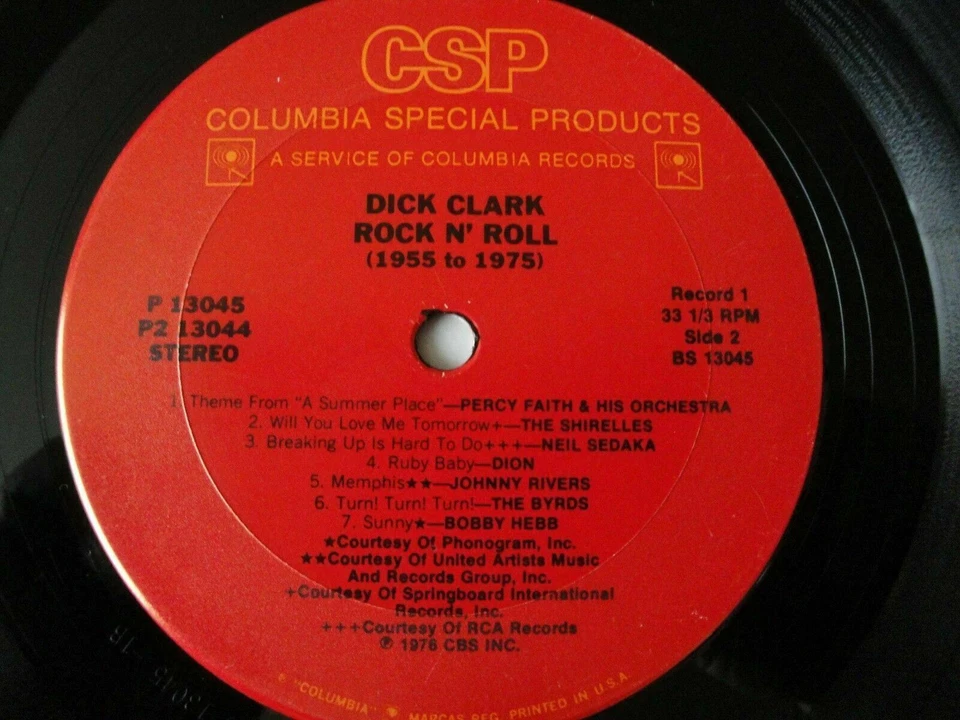 CSP
COLUMBIA SPECIAL PRODUCTS
A SERVICE OF COLUMBIA RECORDS
DICK CLARK
ROCK N' ROLL
(1955 to 1975)
P 13045
P2 13044
STEREO
Record 1
33 1/3 RPM
Side 2
BS 13045
1. Theme From "A Summer Place"—PERCY FAITH & HIS ORCHESTRA
2. Will You Love Me Tomorrow+—THE SHIRELLES
3. Breaking Up Is Hard To Do+++—NEIL SEDAKA
4. Ruby Baby—DION
5. Memphis★★—JOHNNY RIVERS
6. Turn! Turn! Turn!—THE BYRDS
7. Sunny★—BOBBY HEBB
★Courtesy Of Phonogram, Inc.
★★Courtesy Of United Artists Music
And Records Group, Inc.
+Courtesy Of Springboard International
Records, Inc.
+++Courtesy Of RCA Records
℗ 1976 CBS INC.
"COLUMBIA" MARCAS REG. PRINTED IN U.S.A.